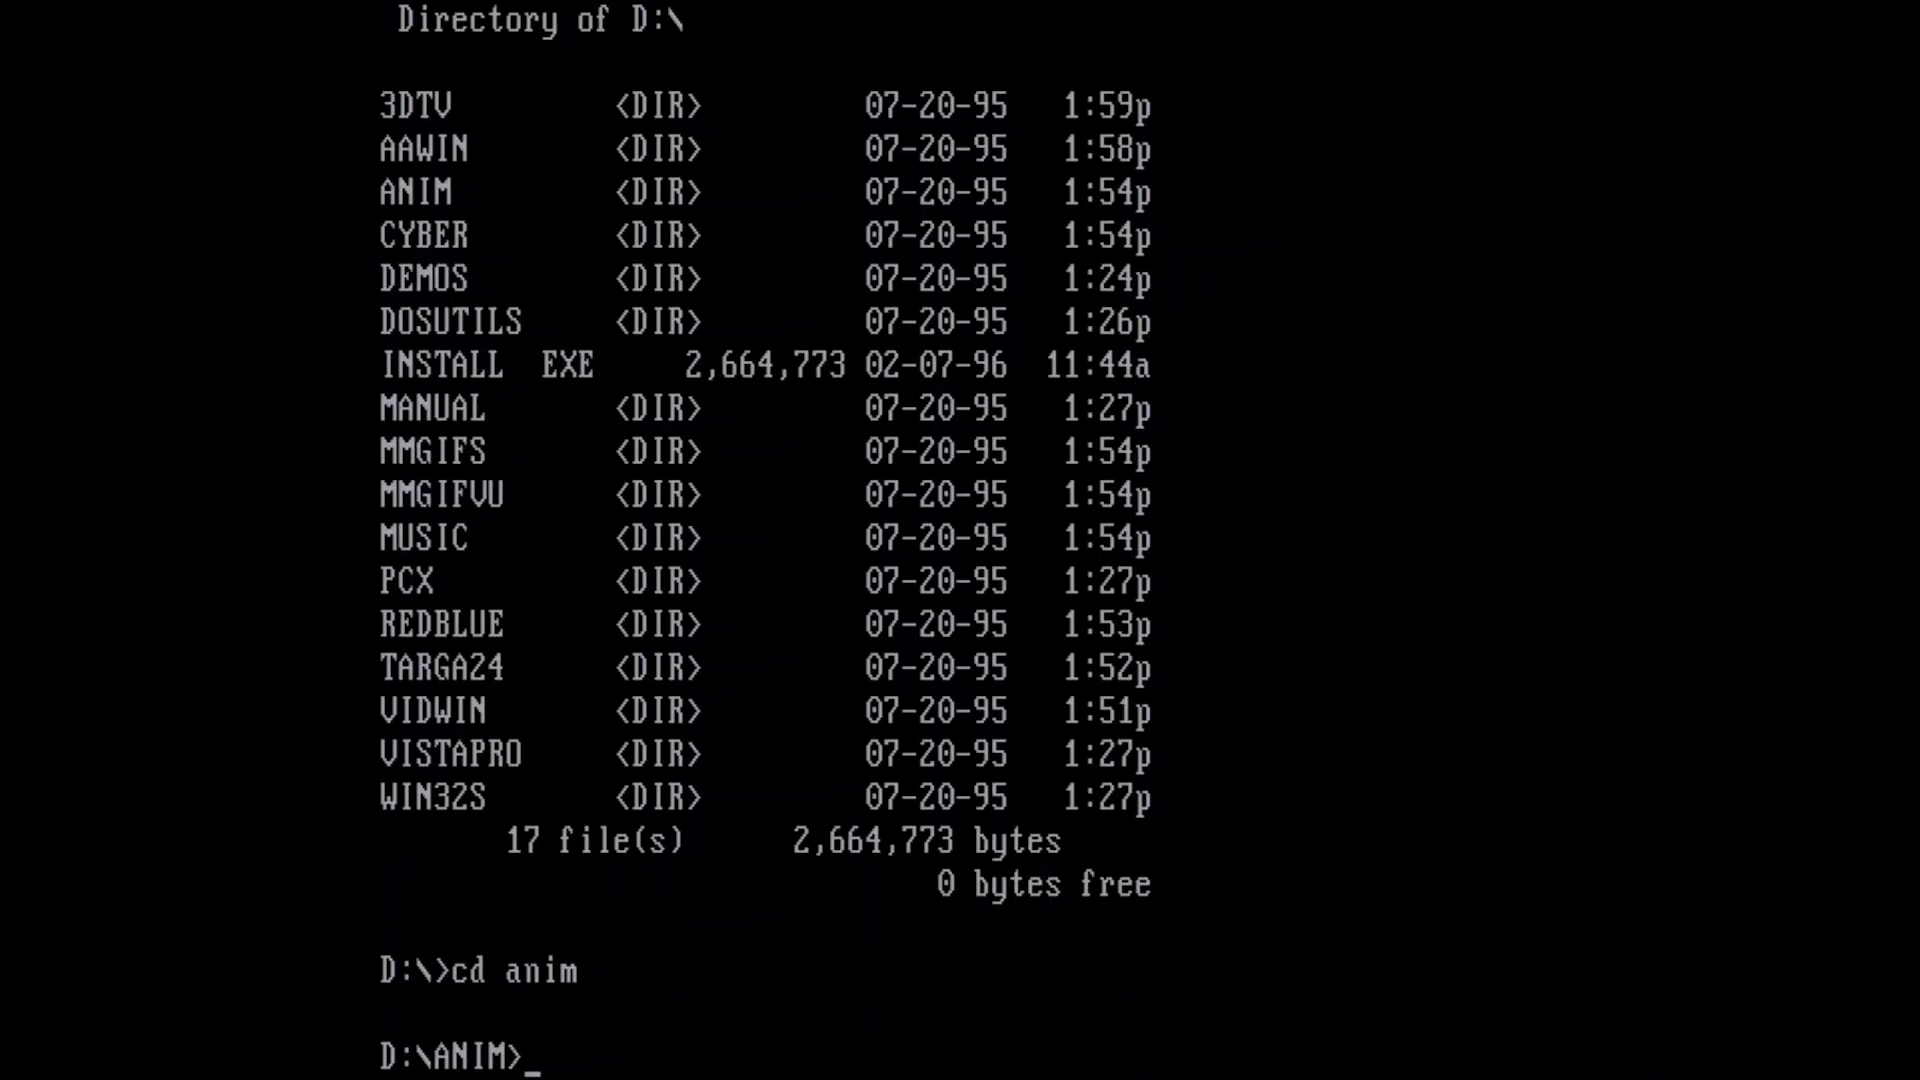 Directory of D:\
3DTV <DIR> 07-20-95 1:59p
AAWIN <DIR> 07-20-95 1:58p
ANIM <DIR> 07-20-95 1:54p
CYBER <DIR> 07-20-95 1:54p
DEMOS <DIR> 07-20-95 1:24p
DOSUTILS <DIR> 07-20-95 1:26p
INSTALL EXE 2,664,773 02-07-96 11:44a
MANUAL <DIR> 07-20-95 1:27p
MMGIFS <DIR> 07-20-95 1:54p
MMGIFVU <DIR> 07-20-95 1:54p
MUSIC <DIR> 07-20-95 1:54p
PCX <DIR> 07-20-95 1:27p
REDBLUE <DIR> 07-20-95 1:53p
TARGA24 <DIR> 07-20-95 1:52p
VIDWIN <DIR> 07-20-95 1:51p
VISTAPRO <DIR> 07-20-95 1:27p
WIN32S <DIR> 07-20-95 1:27p
17 file(s) 2,664,773 bytes
0 bytes free
D:\>cd anim
D:\ANIM>_